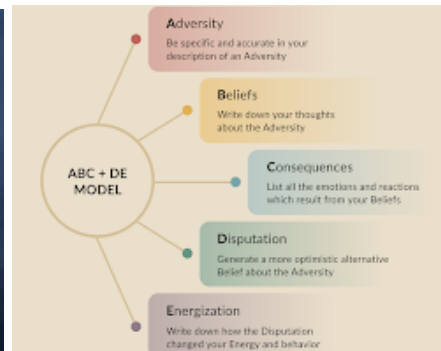 Adversity
Be specific and accurate in your
description of an Adversity
Beliefs
Write down your thoughts
about the Adversity
ABC + DE
MODEL
Consequences
List all the emotions and reactions
which result from your Beliefs
Disputation
Generate a more optimistic alternative
Belief about the Adversity
Energization
Write down how the Disputation
changed your Energy and behavior